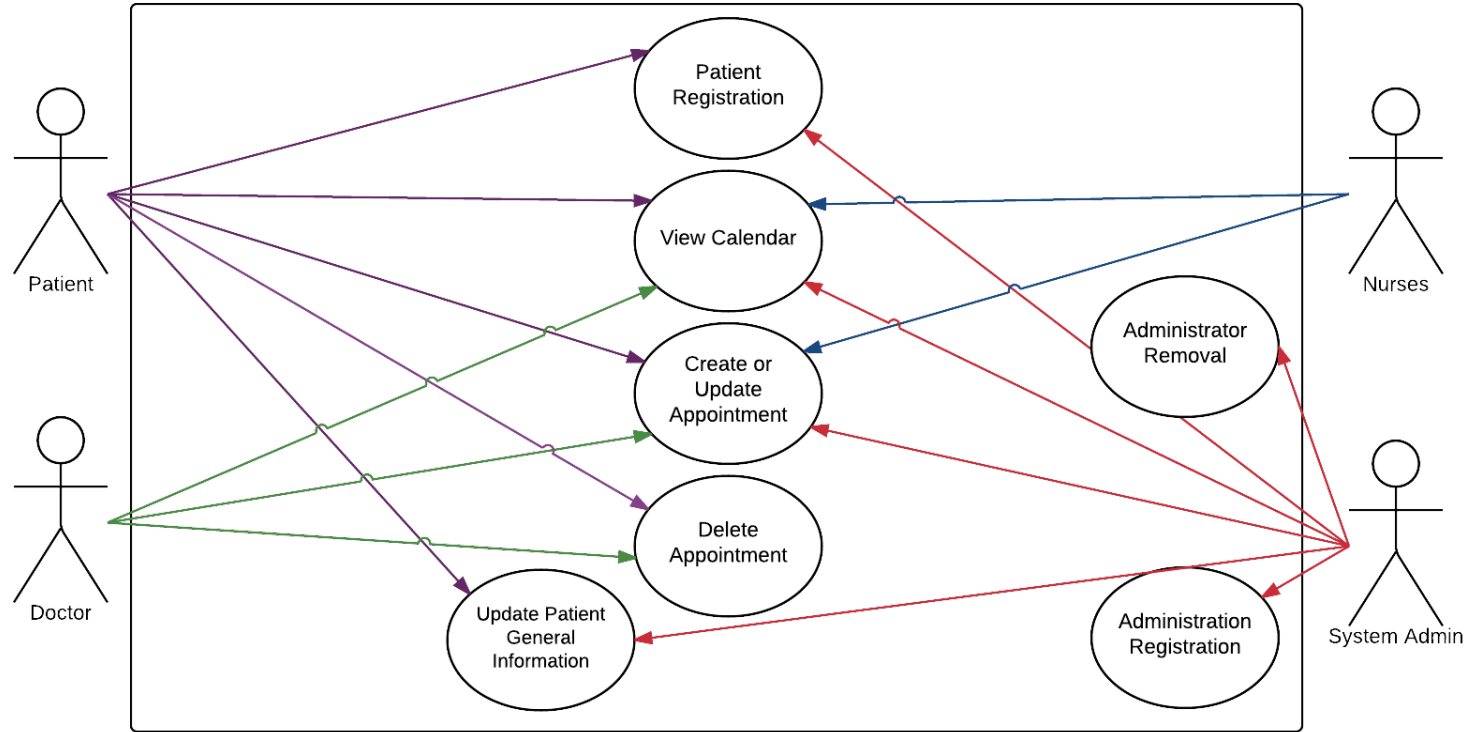 Patient
Registration
Patient
View Calendar
Nurses
Administrator
Removal
Create or
Update
Appointment
Delete
Appointment
Doctor
Update Patient
General
Information
Administration
Registration
System Admin